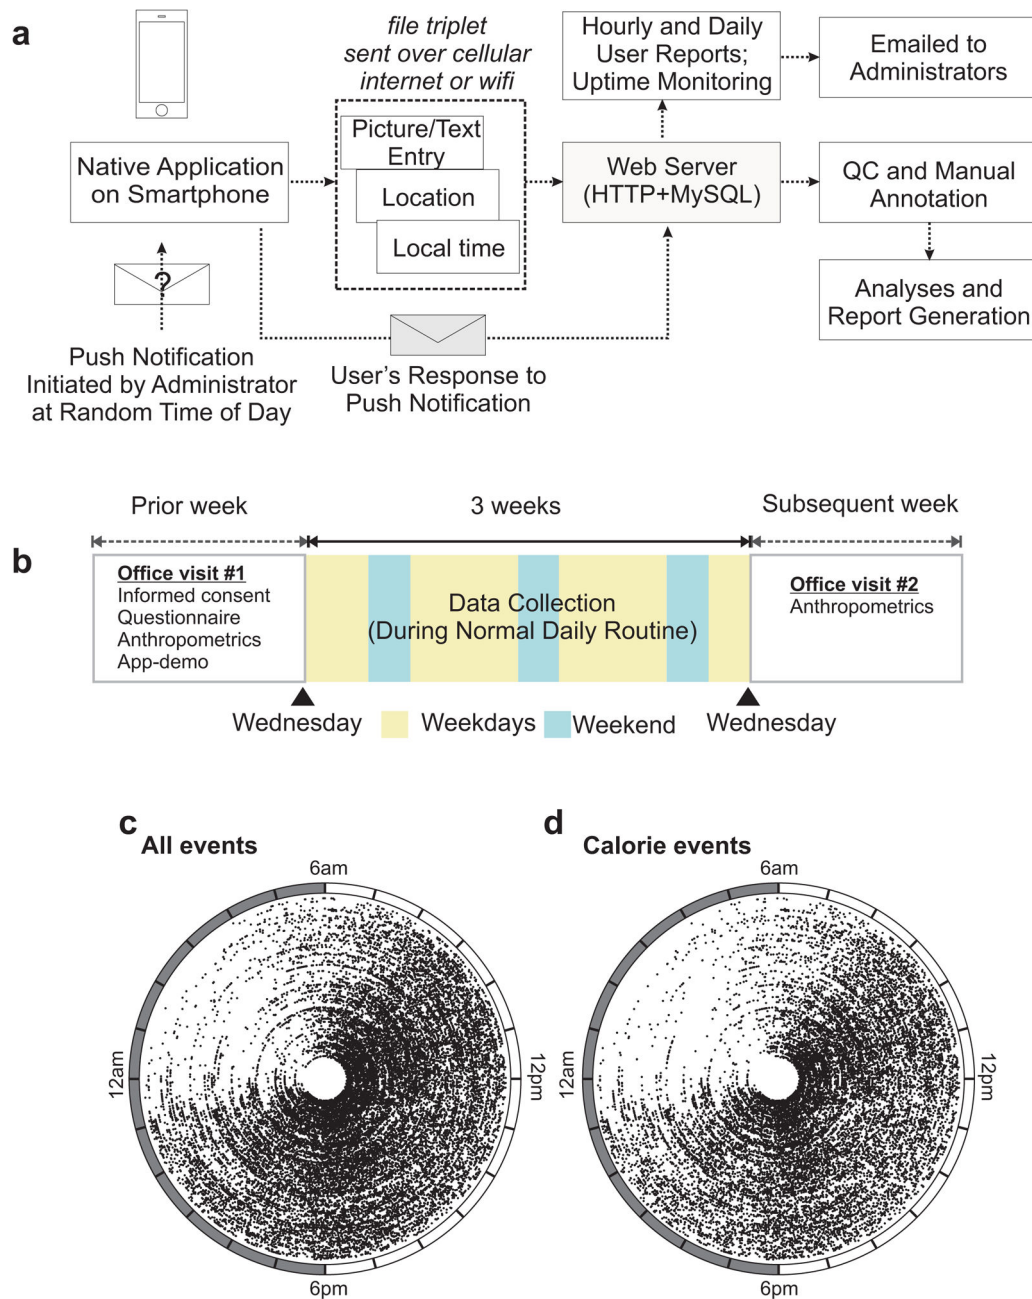 a
file triplet
sent over cellular
internet or wifi
Hourly and Daily
User Reports;
Uptime Monitoring
Emailed to
Administrators
Native Application
on Smartphone
Picture/Text
Entry
Location
Local time
Web Server
(HTTP+MySQL)
QC and Manual
Annotation
Analyses and
Report Generation
?
Push Notification
Initiated by Administrator
at Random Time of Day
User's Response to
Push Notification
b
Prior week
3 weeks
Subsequent week
Office visit #1
Informed consent
Questionnaire
Anthropometrics
App-demo
Data Collection
(During Normal Daily Routine)
Office visit #2
Anthropometrics
Wednesday
Weekdays
Weekend
Wednesday
c
All events
6am
12am
12pm
6pm
d
Calorie events
6am
12am
12pm
6pm